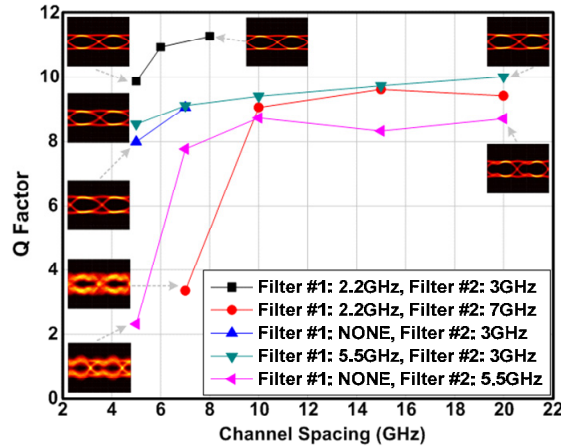 14
12
10
8
6
4
2
0
Q Factor
Filter #1: 2.2GHz, Filter #2: 3GHz
Filter #1: 2.2GHz, Filter #2: 7GHz
Filter #1: NONE, Filter #2: 3GHz
Filter #1: 5.5GHz, Filter #2: 3GHz
Filter #1: NONE, Filter #2: 5.5GHz
2 4 6 8 10 12 14 16 18 20 22
Channel Spacing (GHz)